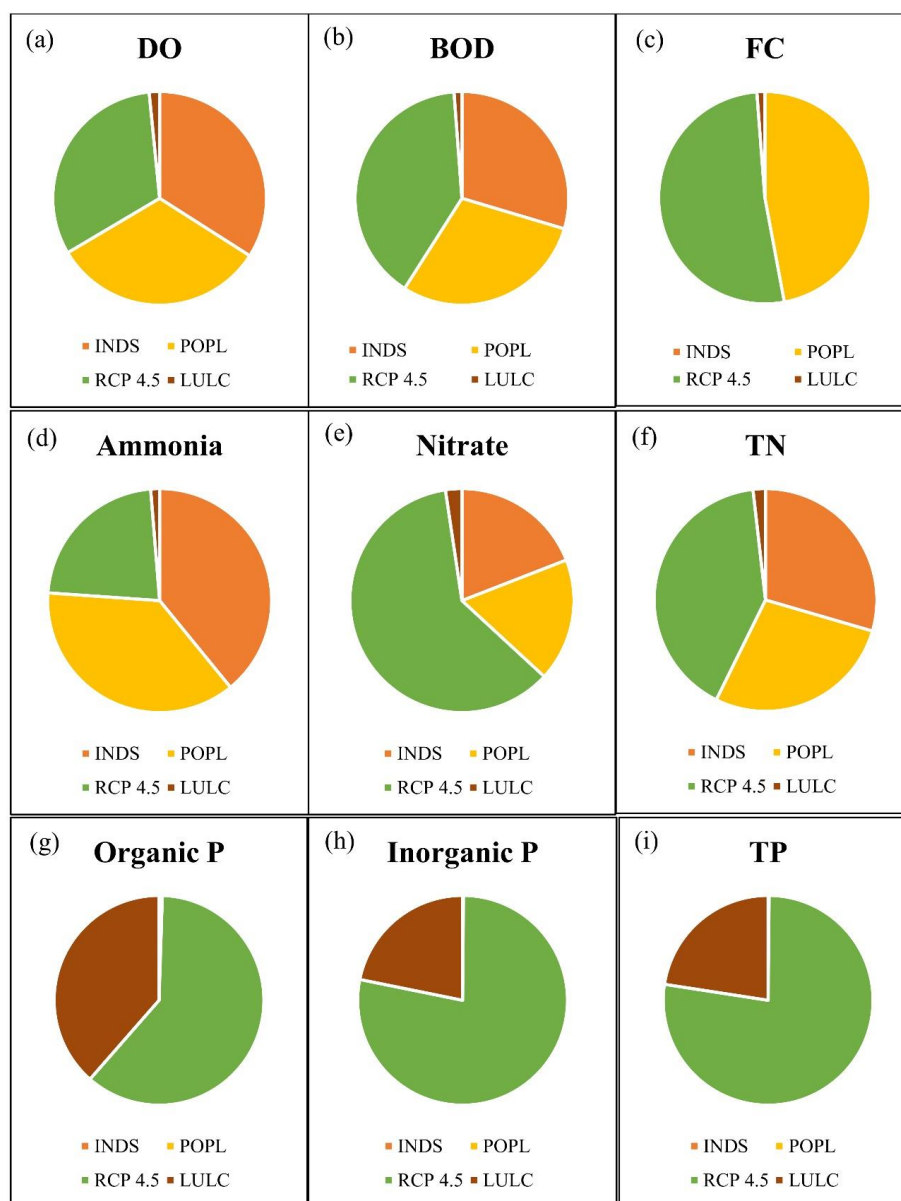 (a) DO
INDS POPL
RCP 4.5 LULC
(b) BOD
INDS POPL
RCP 4.5 LULC
(c) FC
INDS POPL
RCP 4.5 LULC
(d) Ammonia
INDS POPL
RCP 4.5 LULC
(e) Nitrate
INDS POPL
RCP 4.5 LULC
(f) TN
INDS POPL
RCP 4.5 LULC
(g) Organic P
INDS POPL
RCP 4.5 LULC
(h) Inorganic P
INDS POPL
RCP 4.5 LULC
(i) TP
INDS POPL
RCP 4.5 LULC